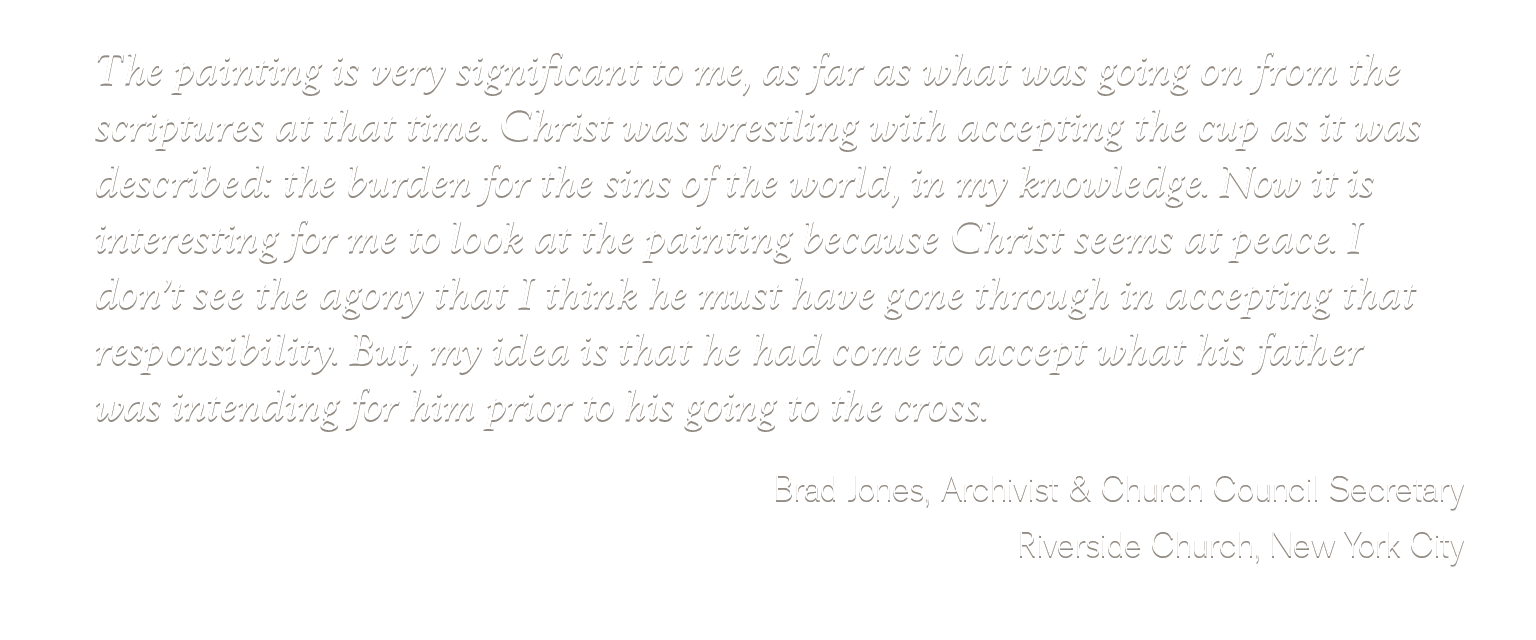 The painting is very significant to me, as far as what was going on from the
scriptures at that time. Christ was wrestling with accepting the cup as it was
described: the burden for the sins of the world, in my knowledge. Now it is
interesting for me to look at the painting because Christ seems at peace. I
don’t see the agony that I think he must have gone through in accepting that
responsibility. But, my idea is that he had come to accept what his father
was intending for him prior to his going to the cross.
Brad Jones, Archivist & Church Council Secretary
Riverside Church, New York City